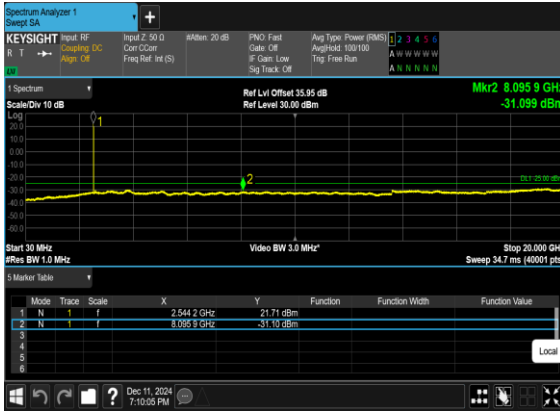 Spectrum Analyzer 1
Swept SA
+
KEYSIGHT Input: RF Input Z: 50 Ω #Atten: 20 dB PNO: Fast Avg Type: Power (RMS) 1 2 3 4 5 6
R T Coupling: DC Corr CCorr Gate: Off Avg|Hold: 100/100 A W W W W W
Align: Off Freq Ref: Int (S) IF Gain: Low Trig: Free Run
Sig Track: Off A N N N N N
1 Spectrum Ref Lvl Offset 35.95 dB Mkr2 8.095 9 GHz
Scale/Div 10 dB Ref Level 30.00 dBm -31.099 dBm
Log
1
20.0
10.0
0.00
-10.0
-20.0 2 DL1 -25.00 dBm
-30.0
-40.0
-50.0
-60.0
Start 30 MHz Video BW 3.0 MHz* Stop 20.000 GHz
#Res BW 1.0 MHz Sweep 34.7 ms (40001 pts)
5 Marker Table
Mode Trace Scale X Y Function Function Width Function Value
1 N 1 f 2.544 2 GHz 21.71 dBm
2 N 1 f 8.095 9 GHz -31.10 dBm
3
4
5
6
Local
? Dec 11, 2024
7:10:05 PM